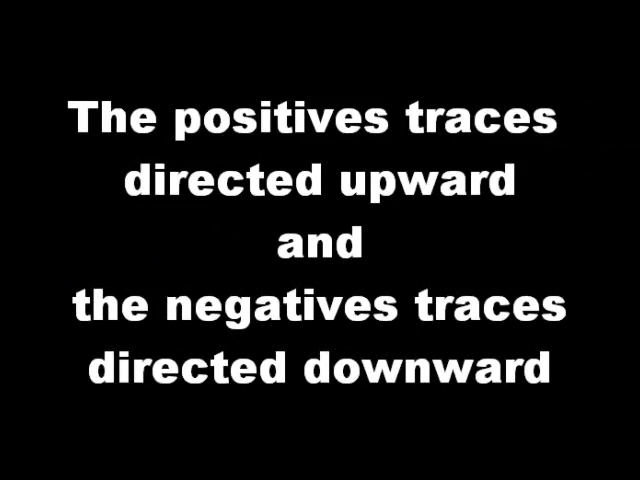 The positives traces
directed upward
and
the negatives traces
directed downward